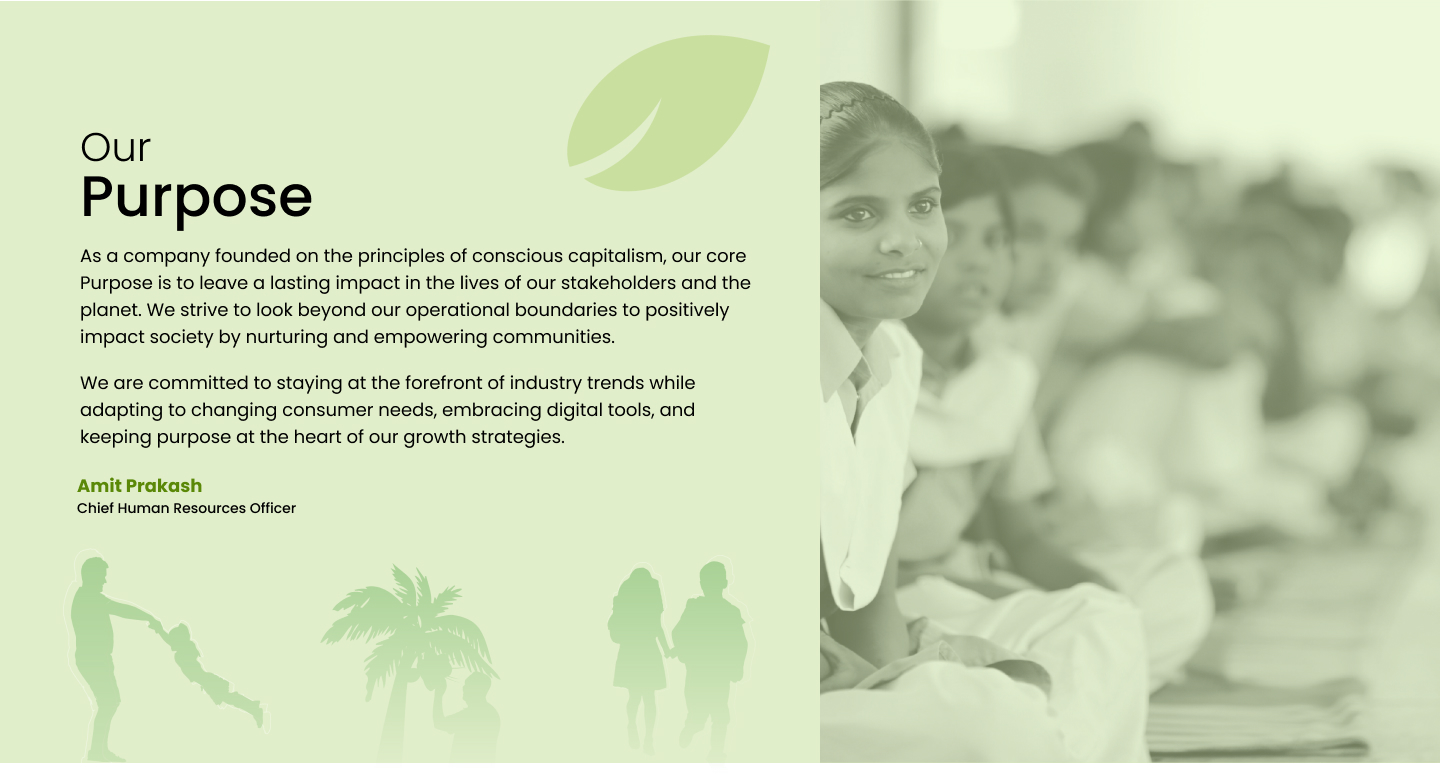 Our
Purpose
As a company founded on the principles of conscious capitalism, our core
Purpose is to leave a lasting impact in the lives of our stakeholders and the
planet. We strive to look beyond our operational boundaries to positively
impact society by nurturing and empowering communities.
We are committed to staying at the forefront of industry trends while
adapting to changing consumer needs, embracing digital tools, and
keeping purpose at the heart of our growth strategies.
Amit Prakash
Chief Human Resources Officer